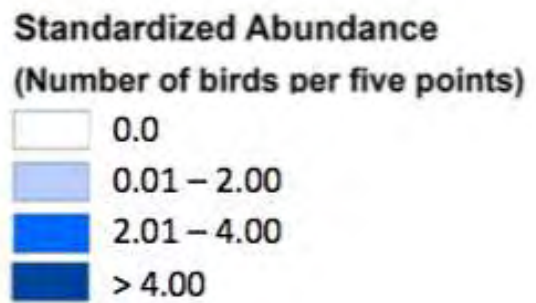 Standardized Abundance
(Number of birds per five points)
0.0
0.01 – 2.00
2.01 – 4.00
> 4.00